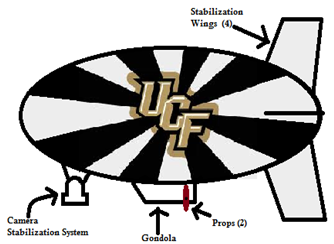 Stabilization
Wings (4)
UCF
Camera
Stabilization System
Props (2)
Gondola